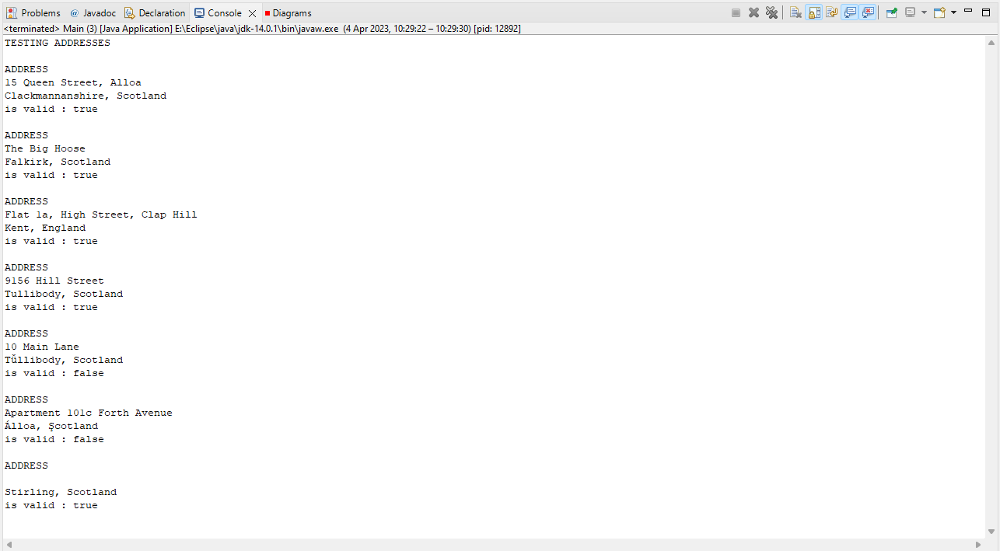 Problems @ Javadoc Declaration Console Diagrams
<terminated> Main (3) [Java Application] E:\Eclipse\java\jdk-14.0.1\bin\javaw.exe (4 Apr 2023, 10:29:22 – 10:29:30) [pid: 12892]
TESTING ADDRESSES
ADDRESS
15 Queen Street, Alloa
Clackmannanshire, Scotland
is valid : true
ADDRESS
The Big Hoose
Falkirk, Scotland
is valid : true
ADDRESS
Flat 1a, High Street, Clap Hill
Kent, England
is valid : true
ADDRESS
9156 Hill Street
Tullibody, Scotland
is valid : true
ADDRESS
10 Main Lane
Tǚllibody, Scotland
is valid : false
ADDRESS
Apartment 101c Forth Avenue
Álloa, Şcotland
is valid : false
ADDRESS
Stirling, Scotland
is valid : true